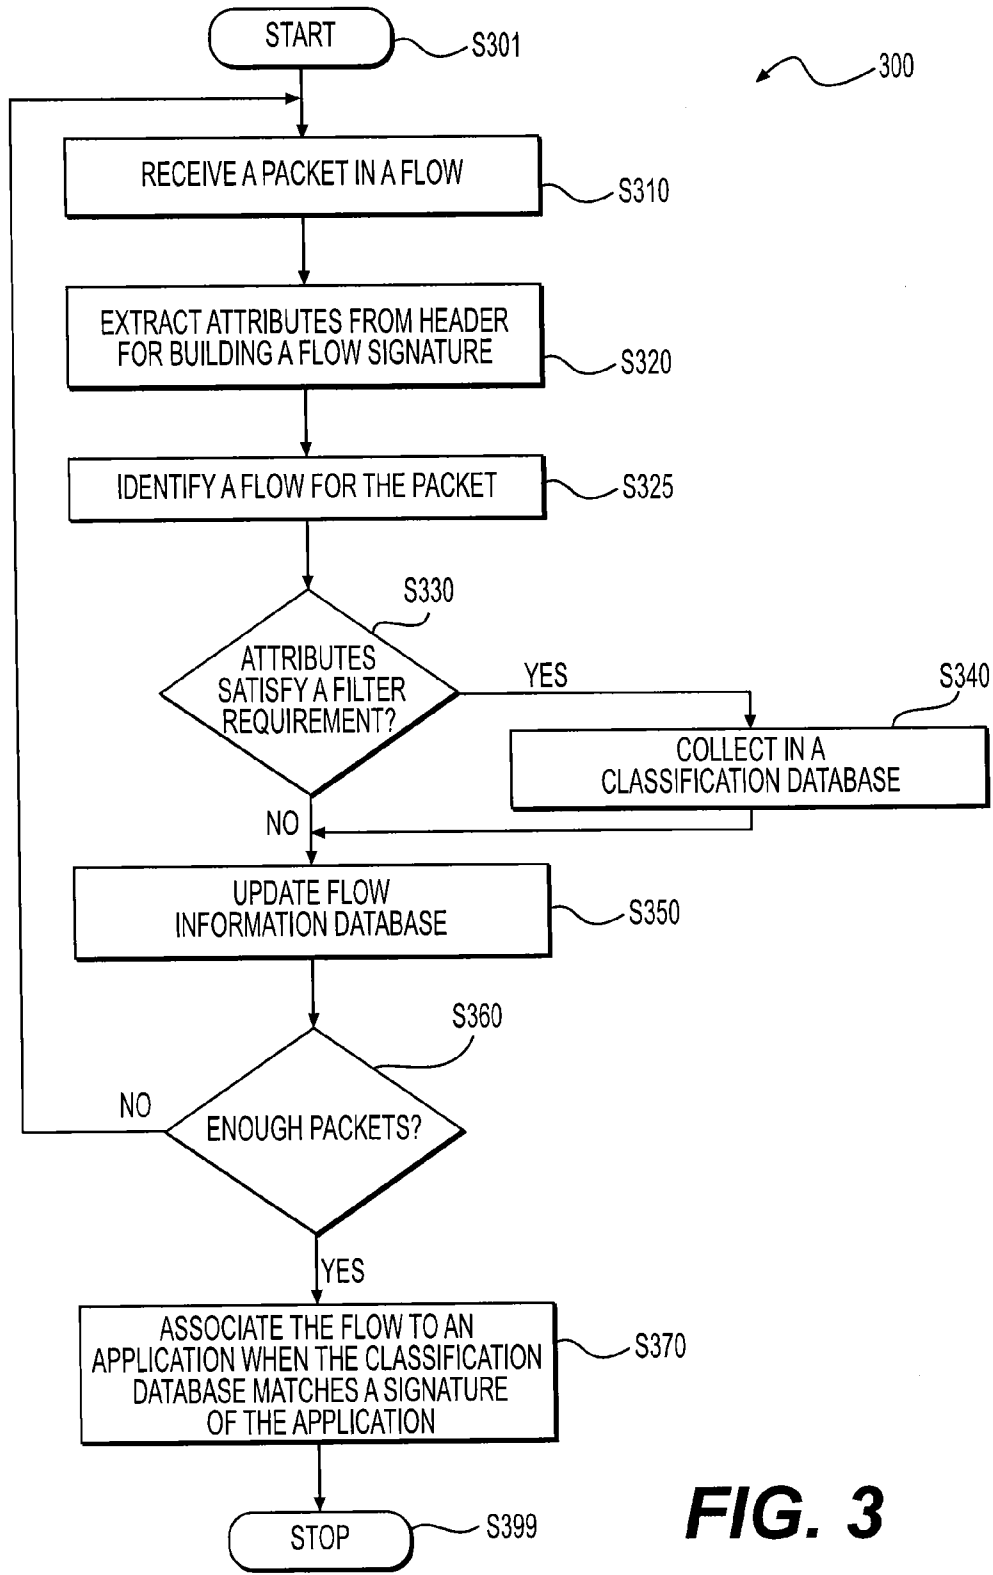 START
S301
300
RECEIVE A PACKET IN A FLOW
S310
EXTRACT ATTRIBUTES FROM HEADER
FOR BUILDING A FLOW SIGNATURE
S320
IDENTIFY A FLOW FOR THE PACKET
S325
S330
ATTRIBUTES
SATISFY A FILTER
REQUIREMENT?
YES
S340
COLLECT IN A
CLASSIFICATION DATABASE
NO
UPDATE FLOW
INFORMATION DATABASE
S350
S360
NO
ENOUGH PACKETS?
YES
ASSOCIATE THE FLOW TO AN
APPLICATION WHEN THE CLASSIFICATION
DATABASE MATCHES A SIGNATURE
OF THE APPLICATION
S370
STOP
S399
FIG. 3